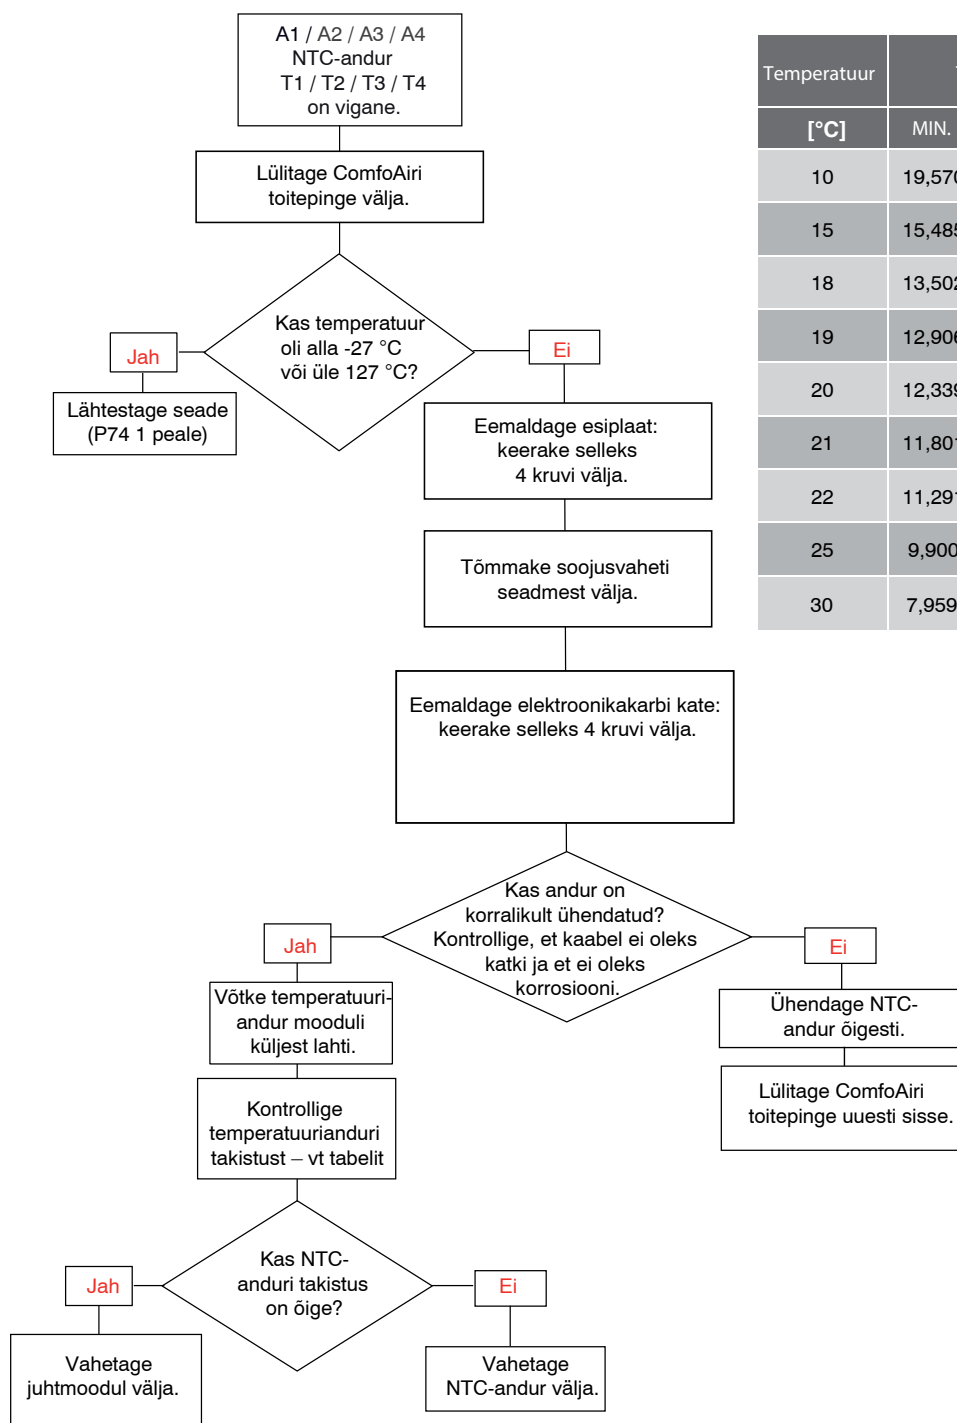 A1 / A2 / A3 / A4
NTC-andur
T1 / T2 / T3 / T4
on vigane.
Lülitage ComfoAiri
toitepinge välja.
Kas temperatuur
oli alla -27 °C
või üle 127 °C?
Jah
Ei
Lähtestage seade
(P74 1 peale)
Eemaldage esiplaat:
keerake selleks
4 kruvi välja.
Tõmmake soojusvaheti
seadmest välja.
Eemaldage elektroonikakarbi kate:
keerake selleks 4 kruvi välja.
Kas andur on
korralikult ühendatud?
Kontrollige, et kaabel ei oleks
katki ja et ei oleks
korrosiooni.
Jah
Ei
Võtke temperatuuri-
andur mooduli
küljest lahti.
Ühendage NTC-
andur õigesti.
Lülitage ComfoAiri
toitepinge uuesti sisse.
Kontrollige
temperatuurianduri
takistust – vt tabelit
Kas NTC-
anduri takistus
on õige?
Jah
Ei
Vahetage
juhtmoodul välja.
Vahetage
NTC-andur välja.
Temperatuur
[°C] MIN.
10
15
18
19
20
21
22
25 9,900
30